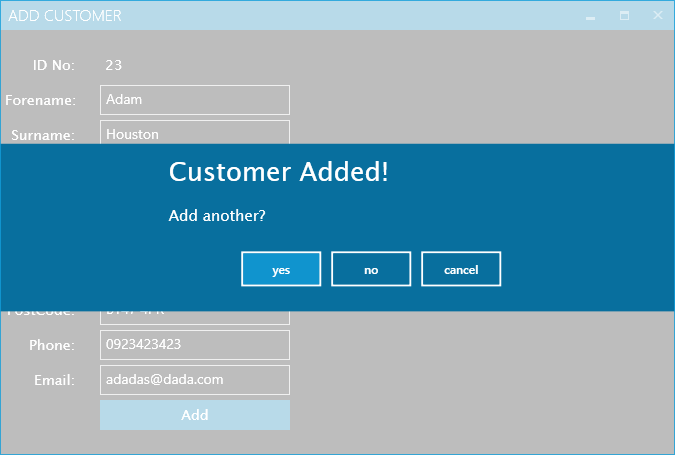 ADD CUSTOMER
ID No: 23
Forename: Adam
Surname: Houston
Customer Added!
Add another?
yes no cancel
PostCode:
Phone: 0923423423
Email: adadas@dada.com
Add